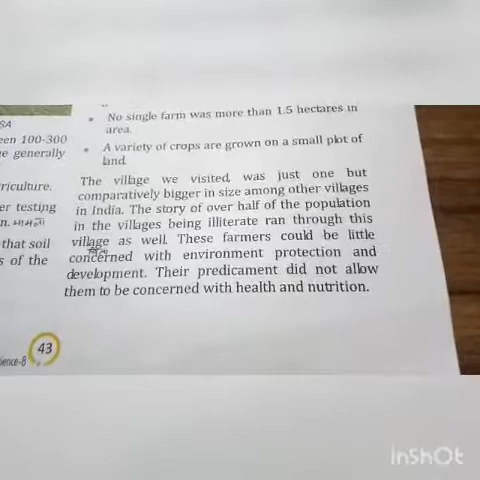 SA
een 100-300
e generally
riculture.
er testing
n.
that soil
s of the
No single farm was more than 1.5 hectares in
area.
A variety of crops are grown on a small plot of
land.
The village we visited, was just one but
comparatively bigger in size among other villages
in India. The story of over half of the population
in the villages being illiterate ran through this
village as well. These farmers could be little
concerned with environment protection and
development. Their predicament did not allow
them to be concerned with health and nutrition.
43
ience-8
InShOt